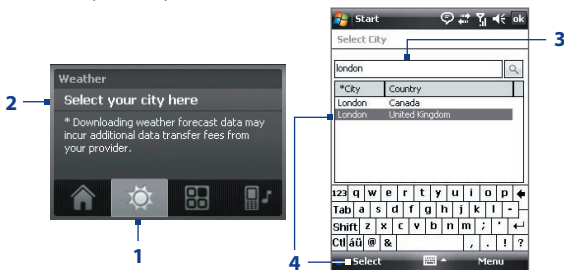 Weather
2
Select your city here
* Downloading weather forecast data may
incur additional data transfer fees from
your provider.
1
Start
ok
Select City
3
london
*City Country
London Canada
London United Kingdom
4
123 q w e r t y u i o p
Tab a s d f g h j k l -
Shift z x c v b n m ; '
Ctl áü @ & , . ! ?
4
Select Menu